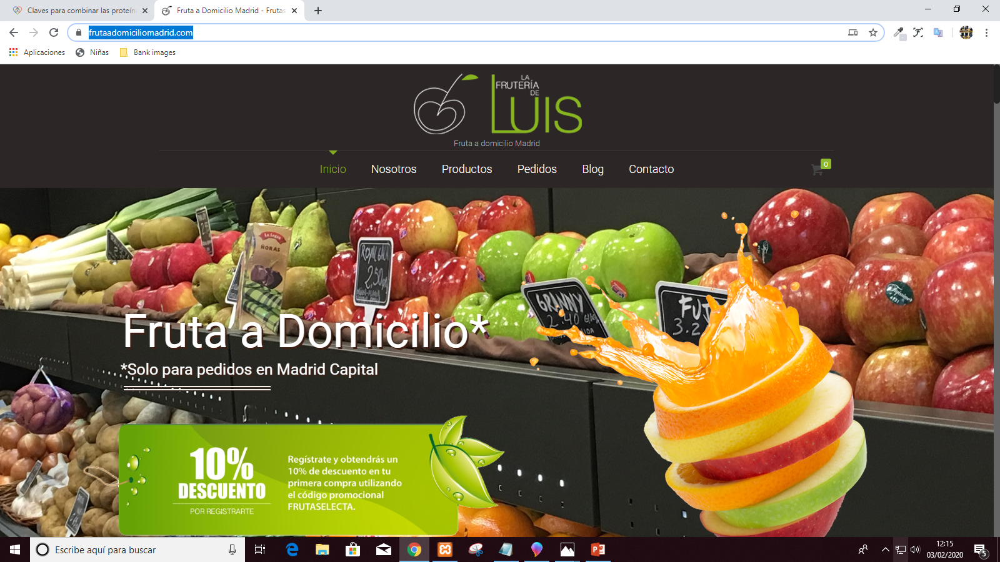 Claves para combinar las proteín
Fruta a Domicilio Madrid - Frutas
frutaadomiciliomadrid.com
Aplicaciones
Niñas
Bank images
LA
FRUTERÍA
DE
LUIS
Fruta a domicilio Madrid
Inicio
Nosotros
Productos
Pedidos
Blog
Contacto
0
La Legua
ÑORAS
ROYAL GALA
2,50
GRANNY
2.40
FUJ
3.2
Fruta a Domicilio*
*Solo para pedidos en Madrid Capital
10%
DESCUENTO
POR REGISTRARTE
Regístrate y obtendrás un
10% de descuento en tu
primera compra utilizando
el código promocional
FRUTASELECTA.
Escribe aquí para buscar
12:15
03/02/2020
5